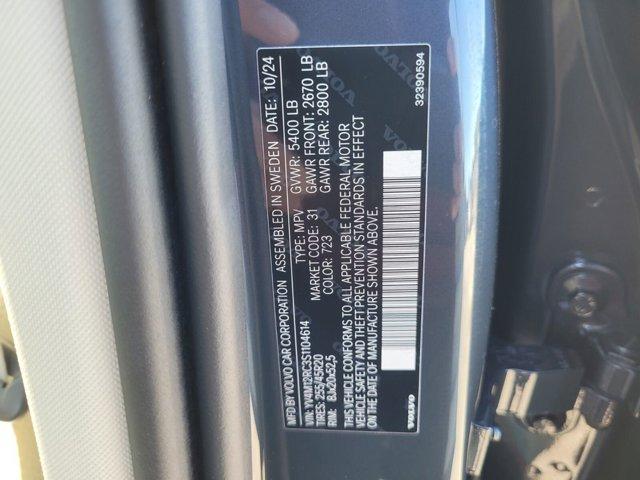 MFD BY VOLVO CAR CORPORATION ASSEMBLED IN SWEDEN DATE: 10/24
VIN: YV4M12RC3S1104614 TYPE: MPV GVWR: 5400 LB
TIRES: 255/45R20 MARKET CODE: 31 GAWR FRONT: 2670 LB
RIM: 8Jx20x52,5 COLOR: 723 GAWR REAR: 2800 LB
THIS VEHICLE CONFORMS TO ALL APPLICABLE FEDERAL MOTOR
VEHICLE SAFETY AND THEFT PREVENTION STANDARDS IN EFFECT
ON THE DATE OF MANUFACTURE SHOWN ABOVE.
VOLVO
32390594